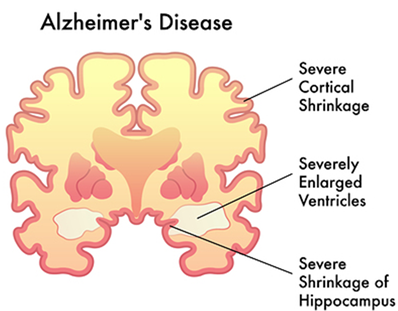 Alzheimer's Disease
Severe
Cortical
Shrinkage
Severely
Enlarged
Ventricles
Severe
Shrinkage of
Hippocampus